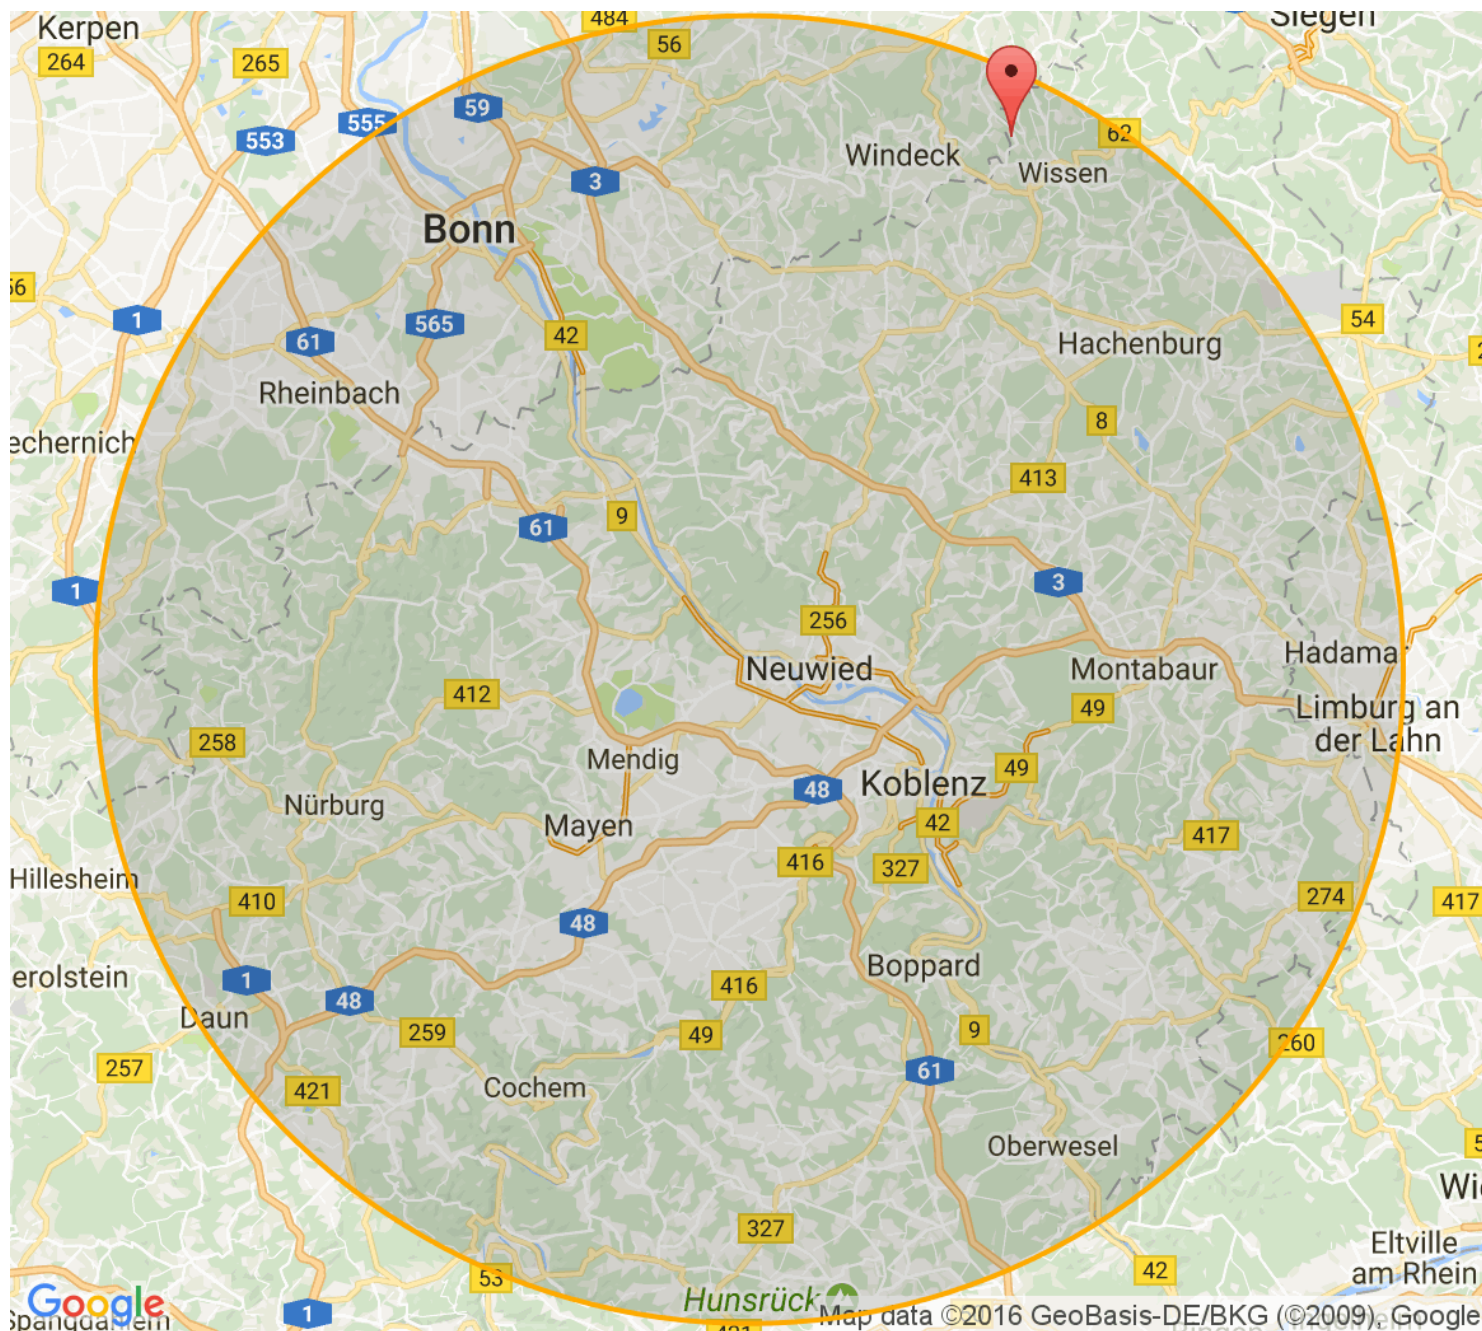 Siegen
484
Kerpen
56
264
265
59
555
62
553
Windeck
Wissen
3
Bonn
56
1
565
42
54
61
Hachenburg
Rheinbach
8
echernich
413
9
61
3
1
256
Hadamar
Neuwied
Montabaur
412
49
Limburg an
der Lahn
258
Mendig
49
48
Koblenz
Nürburg
Mayen
42
417
416
327
Hillesheim
274
410
417
48
Boppard
erolstein
1
416
48
Daun
259
49
9
260
257
61
421
Cochem
Oberwesel
327
Eltville
am Rhein
42
53
Hunsrück
Google
1
Map data ©2016 GeoBasis-DE/BKG (©2009), Google